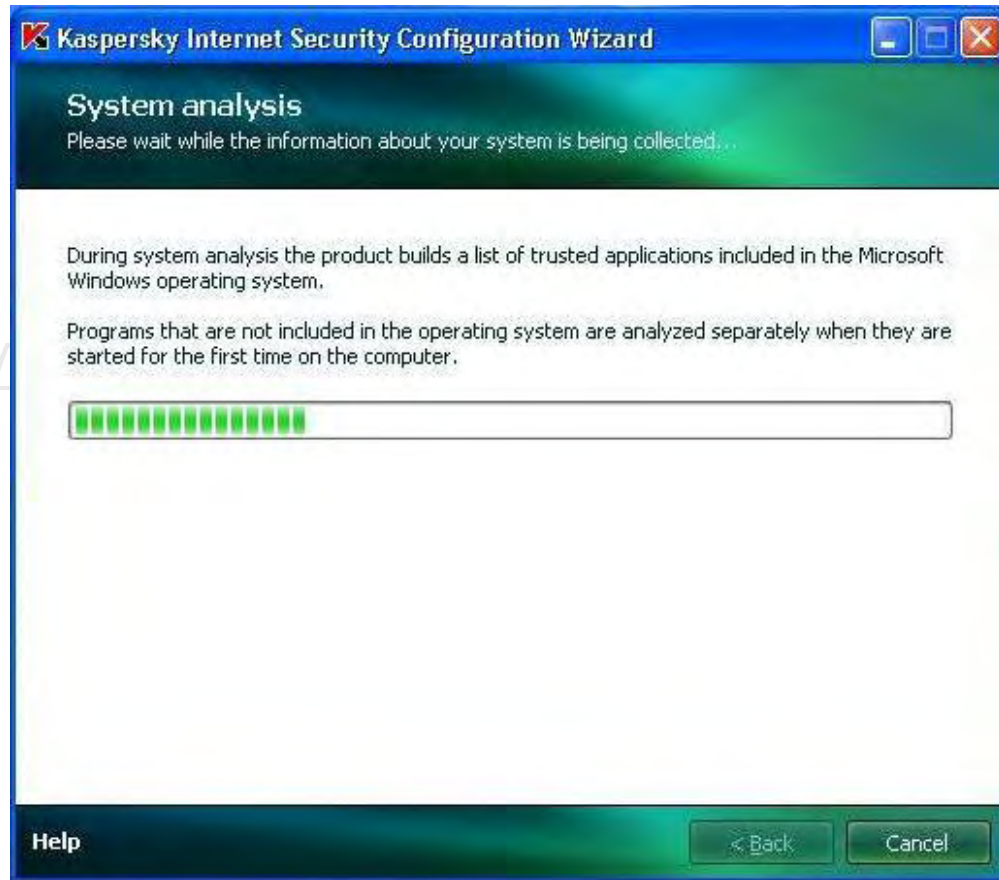 Kaspersky Internet Security Configuration Wizard
System analysis
Please wait while the information about your system is being collected...
During system analysis the product builds a list of trusted applications included in the Microsoft
Windows operating system.
Programs that are not included in the operating system are analyzed separately when they are
started for the first time on the computer.
Help
< Back
Cancel